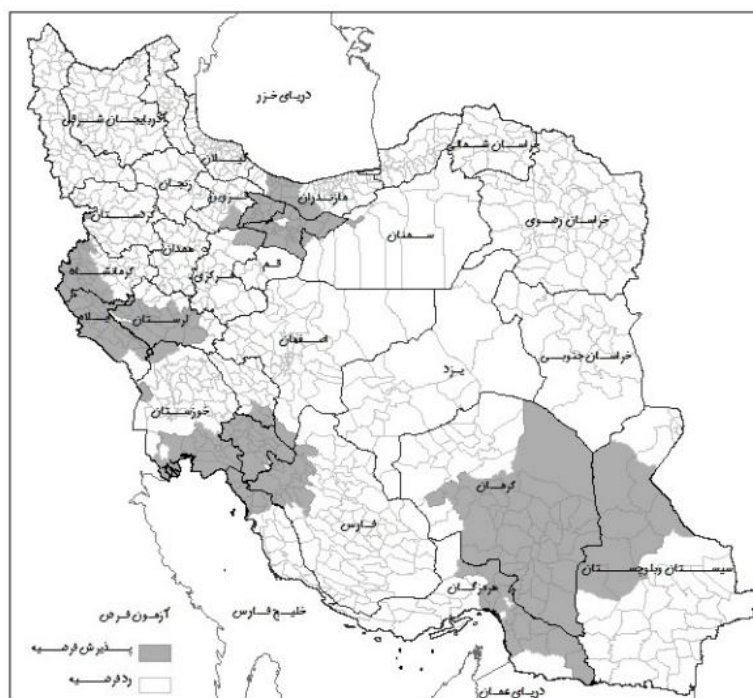 دریای خزر
آذربایجان شرقی
گیلان
خراسان شمالی
زنجان
قزوین
مازندران
کردستان
خراسان رضوی
سمنان
همدان
قم
کرمانشاه
مرکزی
ایلام
لرستان
اصفهان
یزد
خراسان جنوبی
خوزستان
کرمان
فارس
سیستان وبلوچستان
هرمزگان
آزمون فرض
خلیج فارس
پذیرش فرضیه
رد فرضیه
دریای عمان